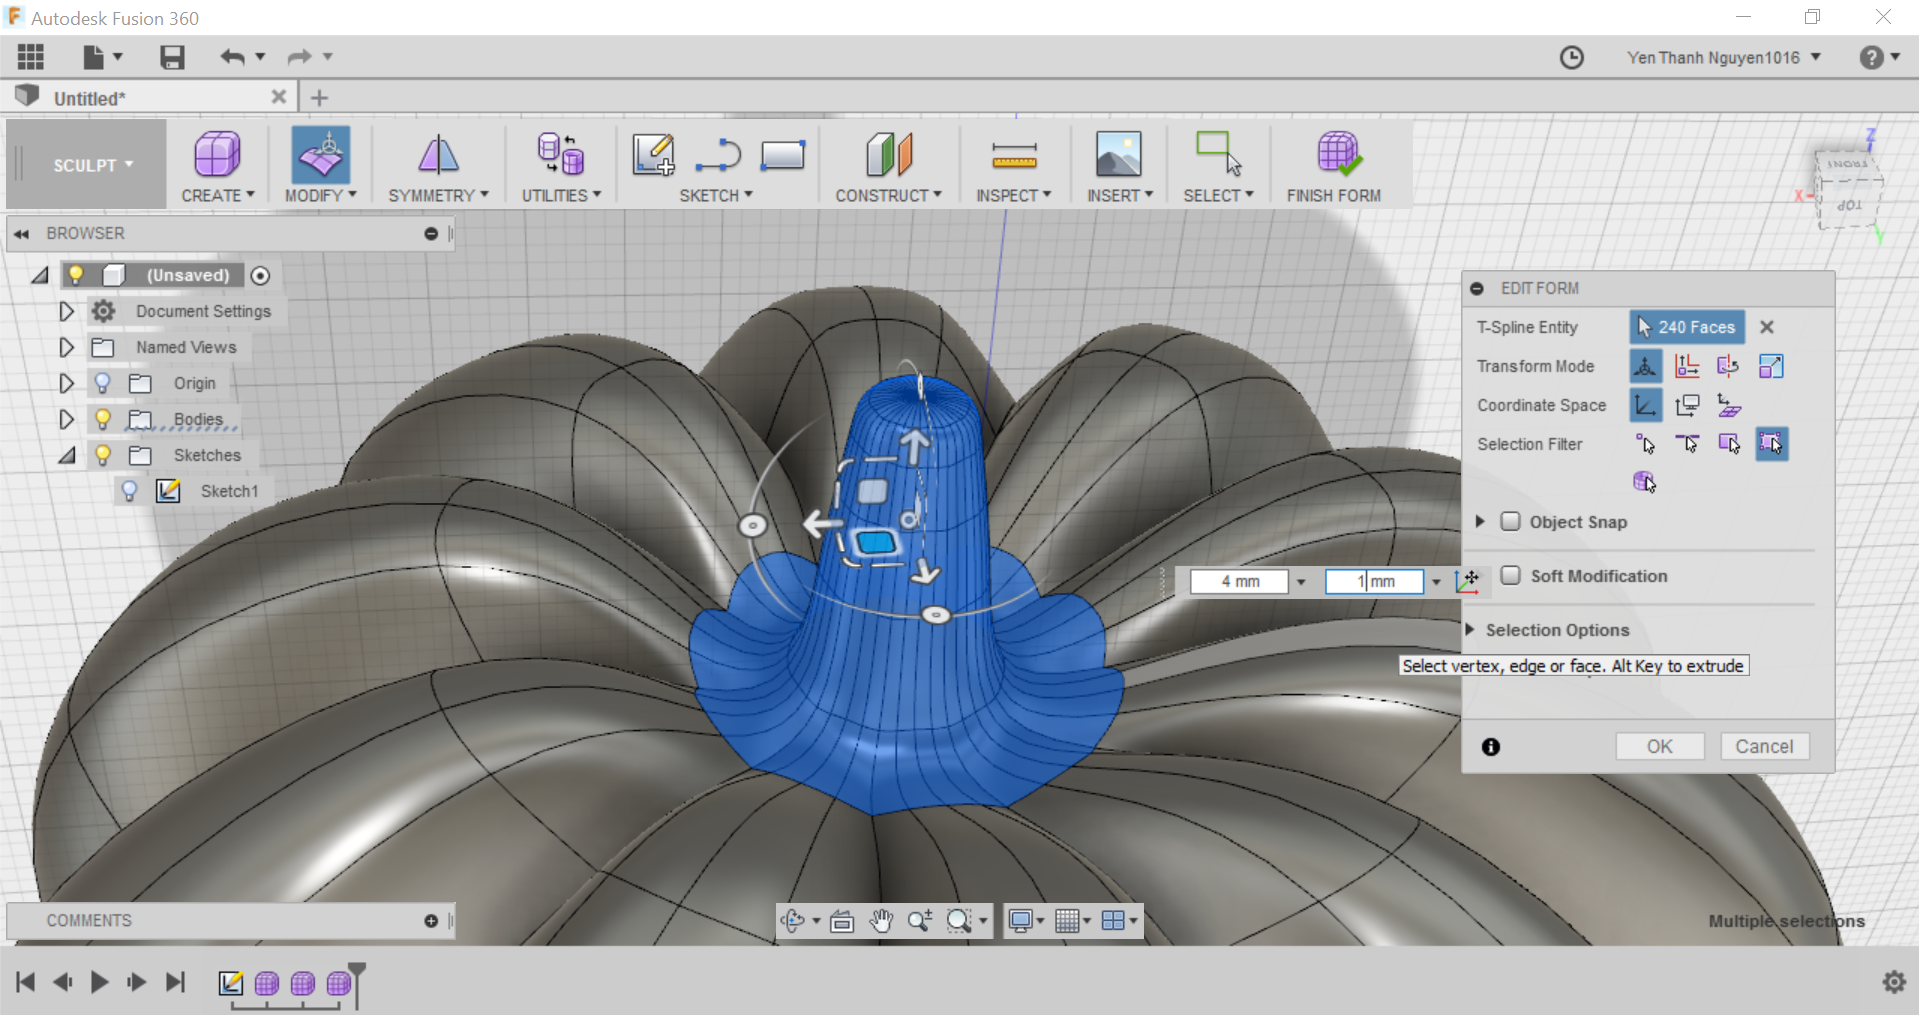 Autodesk Fusion 360
Yen Thanh Nguyen1016
Untitled*
SCULPT
CREATE
MODIFY
SYMMETRY
UTILITIES
SKETCH
CONSTRUCT
INSPECT
INSERT
SELECT
FINISH FORM
Z
FRONT
X
TOP
Y
BROWSER
(Unsaved)
Document Settings
Named Views
Origin
Bodies
Sketches
Sketch1
EDIT FORM
T-Spline Entity
240 Faces
Transform Mode
Coordinate Space
Selection Filter
Object Snap
4 mm
1 mm
Soft Modification
Selection Options
Select vertex, edge or face. Alt Key to extrude
OK
Cancel
COMMENTS
Multiple selections